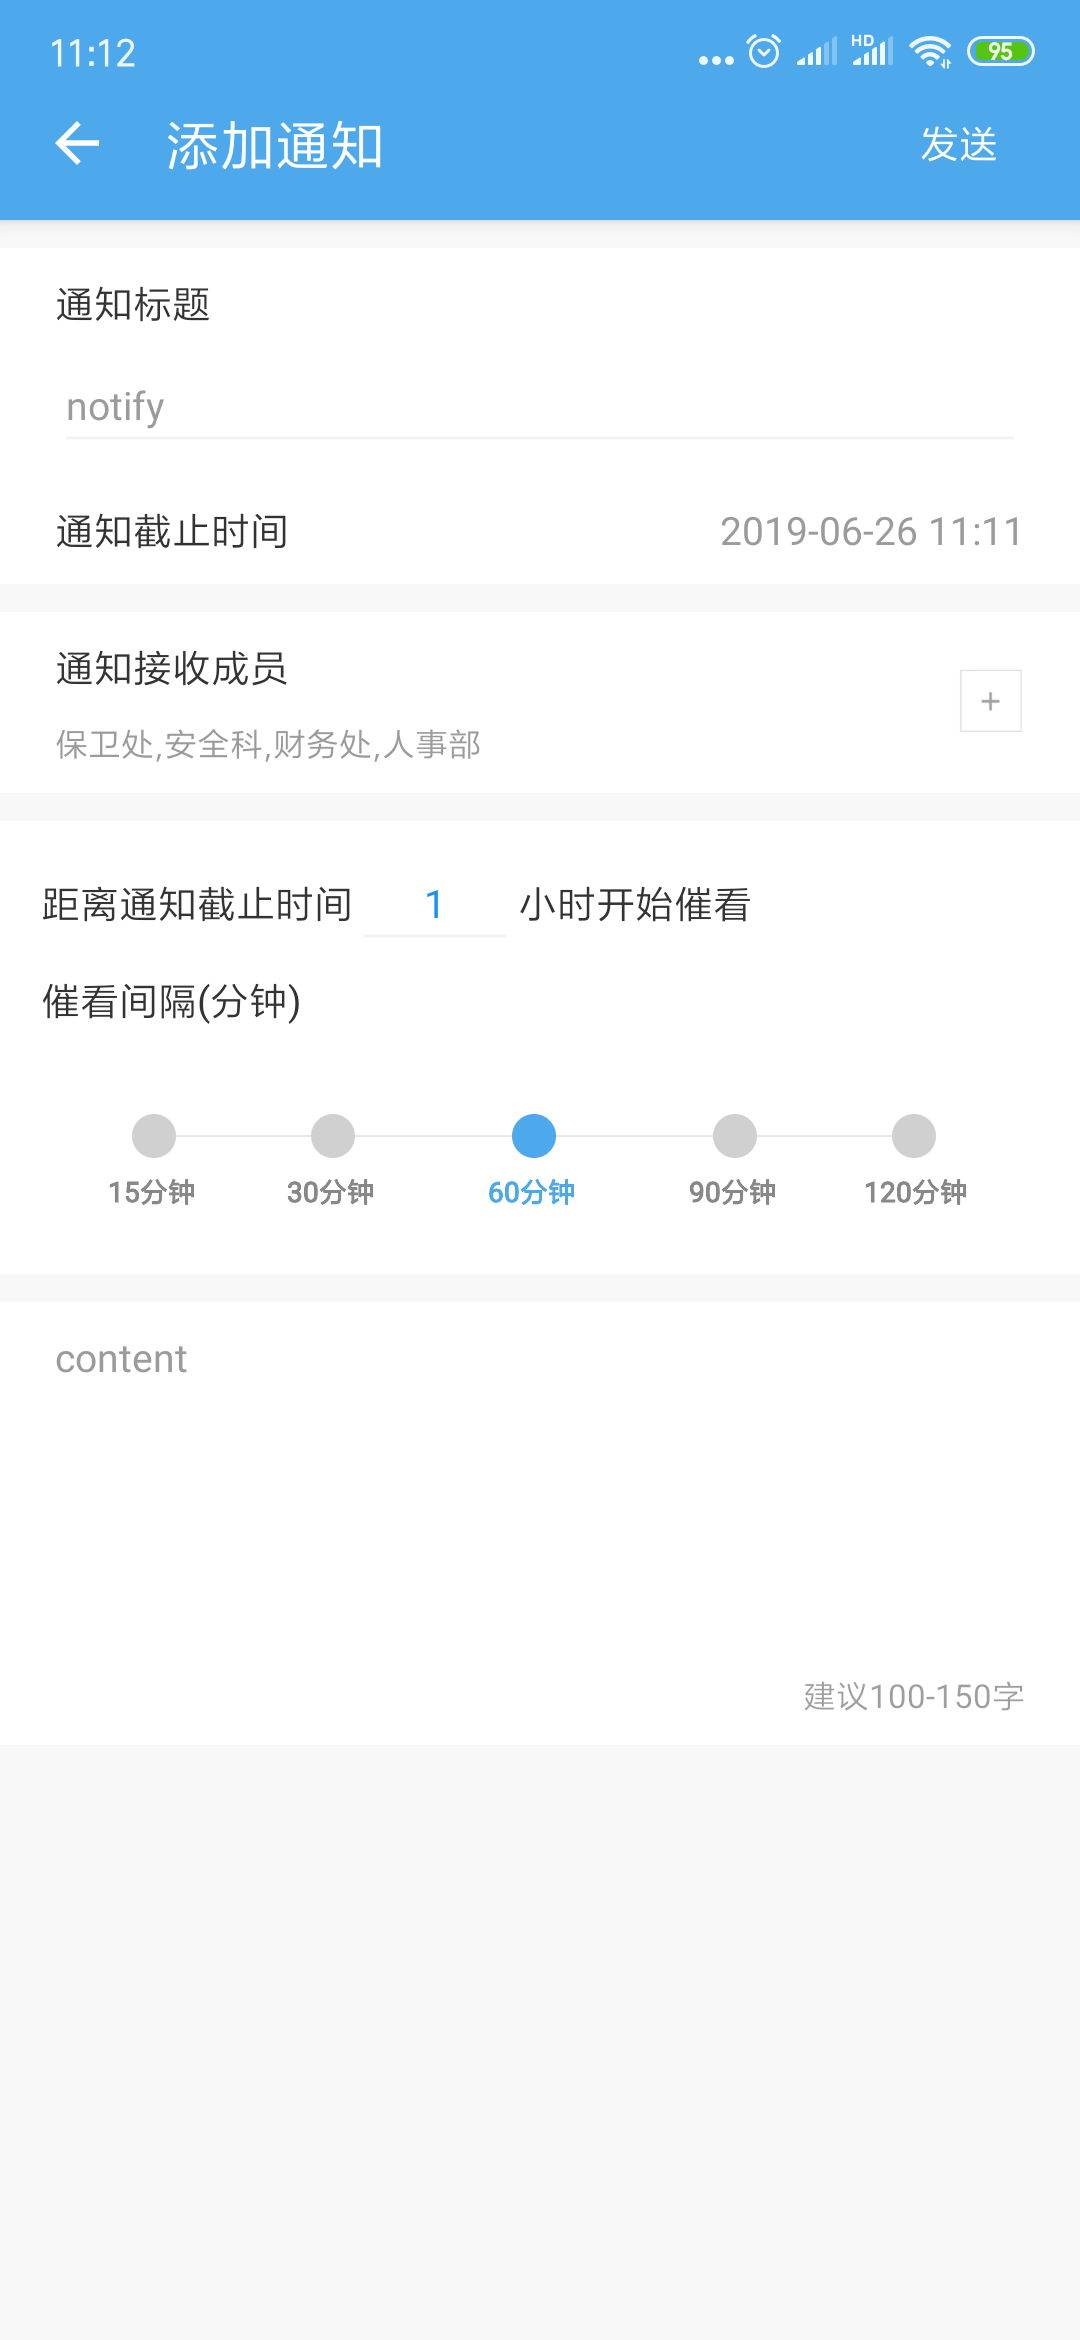 11:12 HD 95
添加通知 发送
通知标题
notify
通知截止时间 2019-06-26 11:11
通知接收成员
+
保卫处,安全科,财务处,人事部
距离通知截止时间 1 小时开始催看
催看间隔(分钟)
15分钟 30分钟 60分钟 90分钟 120分钟
content
建议100-150字